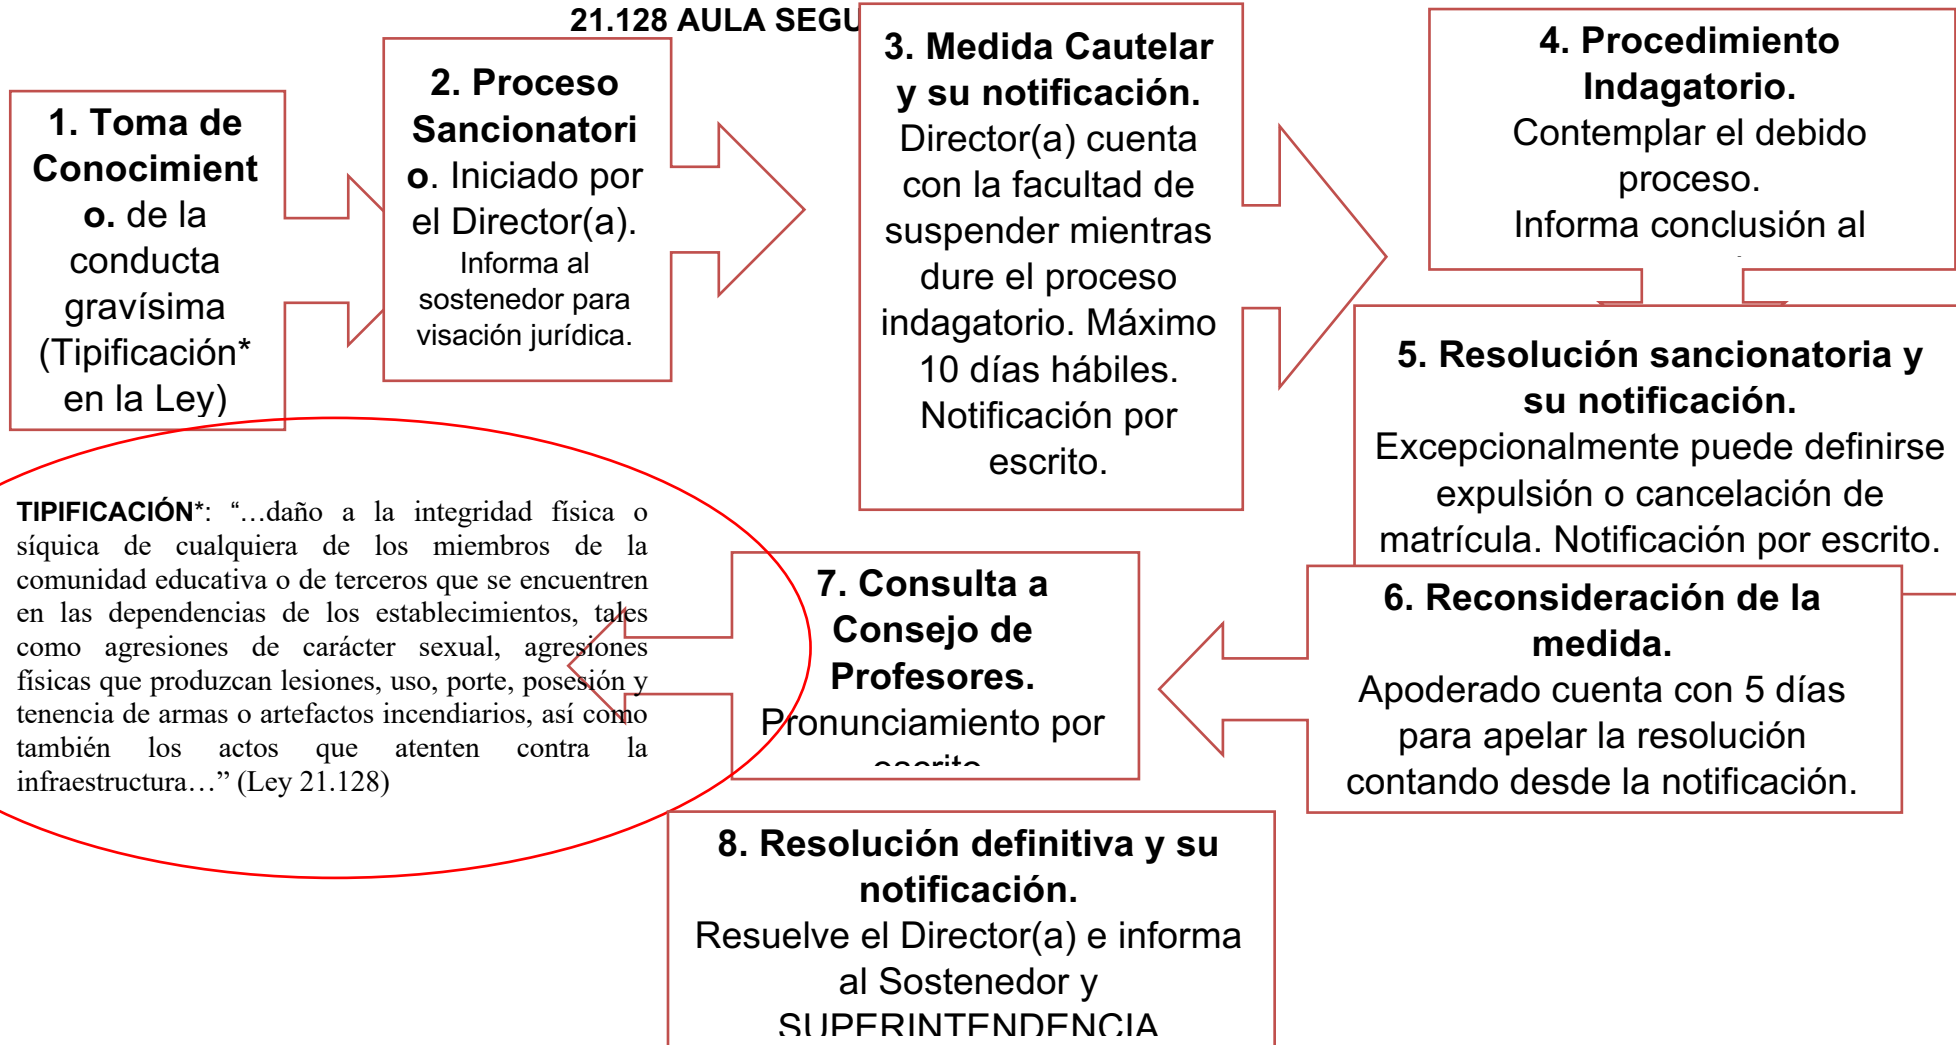 21.128 AULA SEGU
1. Toma de
Conocimient
o. de la
conducta
gravísima
(Tipificación*
en la Ley)
2. Proceso
Sancionatori
o. Iniciado por
el Director(a).
Informa al
sostenedor para
visación jurídica.
3. Medida Cautelar
y su notificación.
Director(a) cuenta
con la facultad de
suspender mientras
dure el proceso
indagatorio. Máximo
10 días hábiles.
Notificación por
escrito.
4. Procedimiento
Indagatorio.
Contemplar el debido
proceso.
Informa conclusión al
5. Resolución sancionatoria y
su notificación.
Excepcionalmente puede definirse
expulsión o cancelación de
matrícula. Notificación por escrito.
6. Reconsideración de la
medida.
Apoderado cuenta con 5 días
para apelar la resolución
contando desde la notificación.
7. Consulta a
Consejo de
Profesores.
Pronunciamiento por
escrito
8. Resolución definitiva y su
notificación.
Resuelve el Director(a) e informa
al Sostenedor y
SUPERINTENDENCIA
TIPIFICACIÓN*: “…daño a la integridad física o
síquica de cualquiera de los miembros de la
comunidad educativa o de terceros que se encuentren
en las dependencias de los establecimientos, tales
como agresiones de carácter sexual, agresiones
físicas que produzcan lesiones, uso, porte, posesión y
tenencia de armas o artefactos incendiarios, así como
también los actos que atenten contra la
infraestructura…” (Ley 21.128)